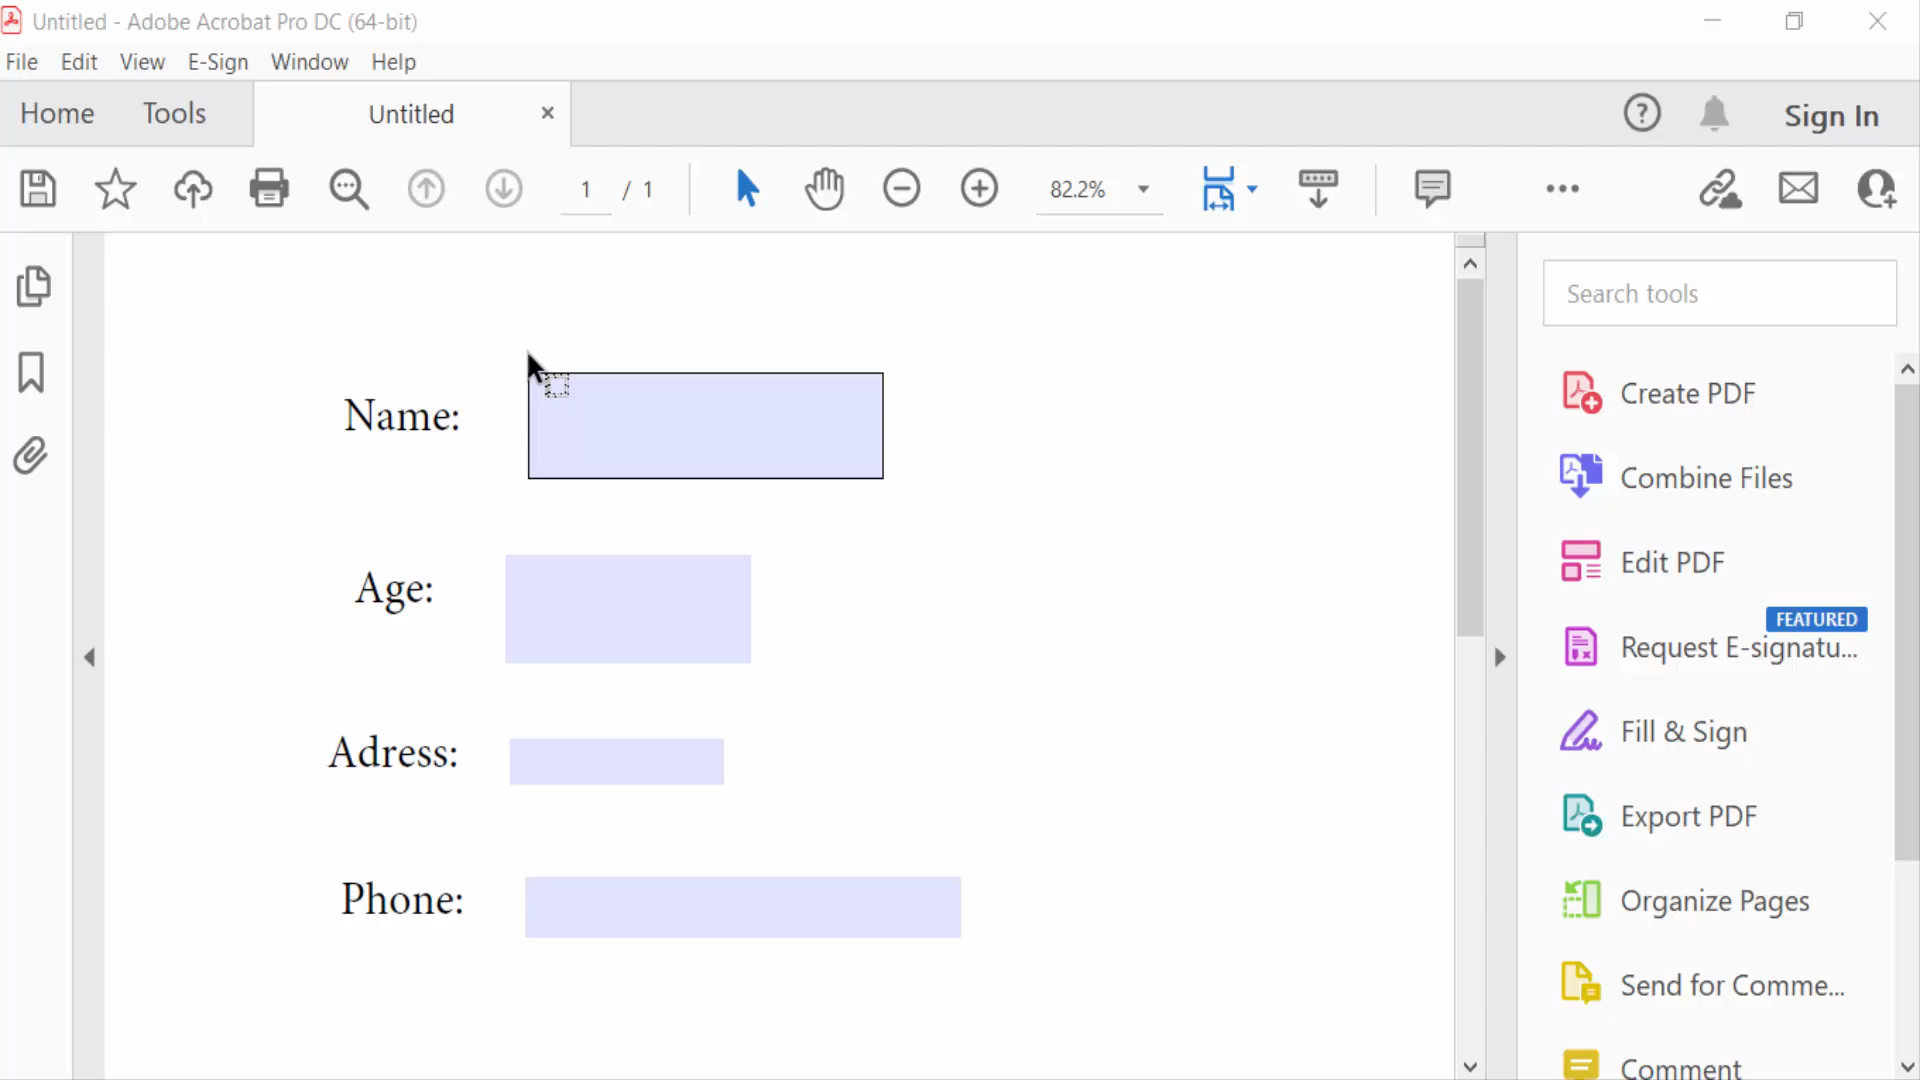 Untitled - Adobe Acrobat Pro DC (64-bit)
File Edit View E-Sign Window Help
Home Tools Untitled × Sign In
1 / 1 82.2%
Search tools
Name:
Age:
Adress:
Phone:
Create PDF
Combine Files
Edit PDF
FEATURED
Request E-signatu...
Fill & Sign
Export PDF
Organize Pages
Send for Comme...
Comment